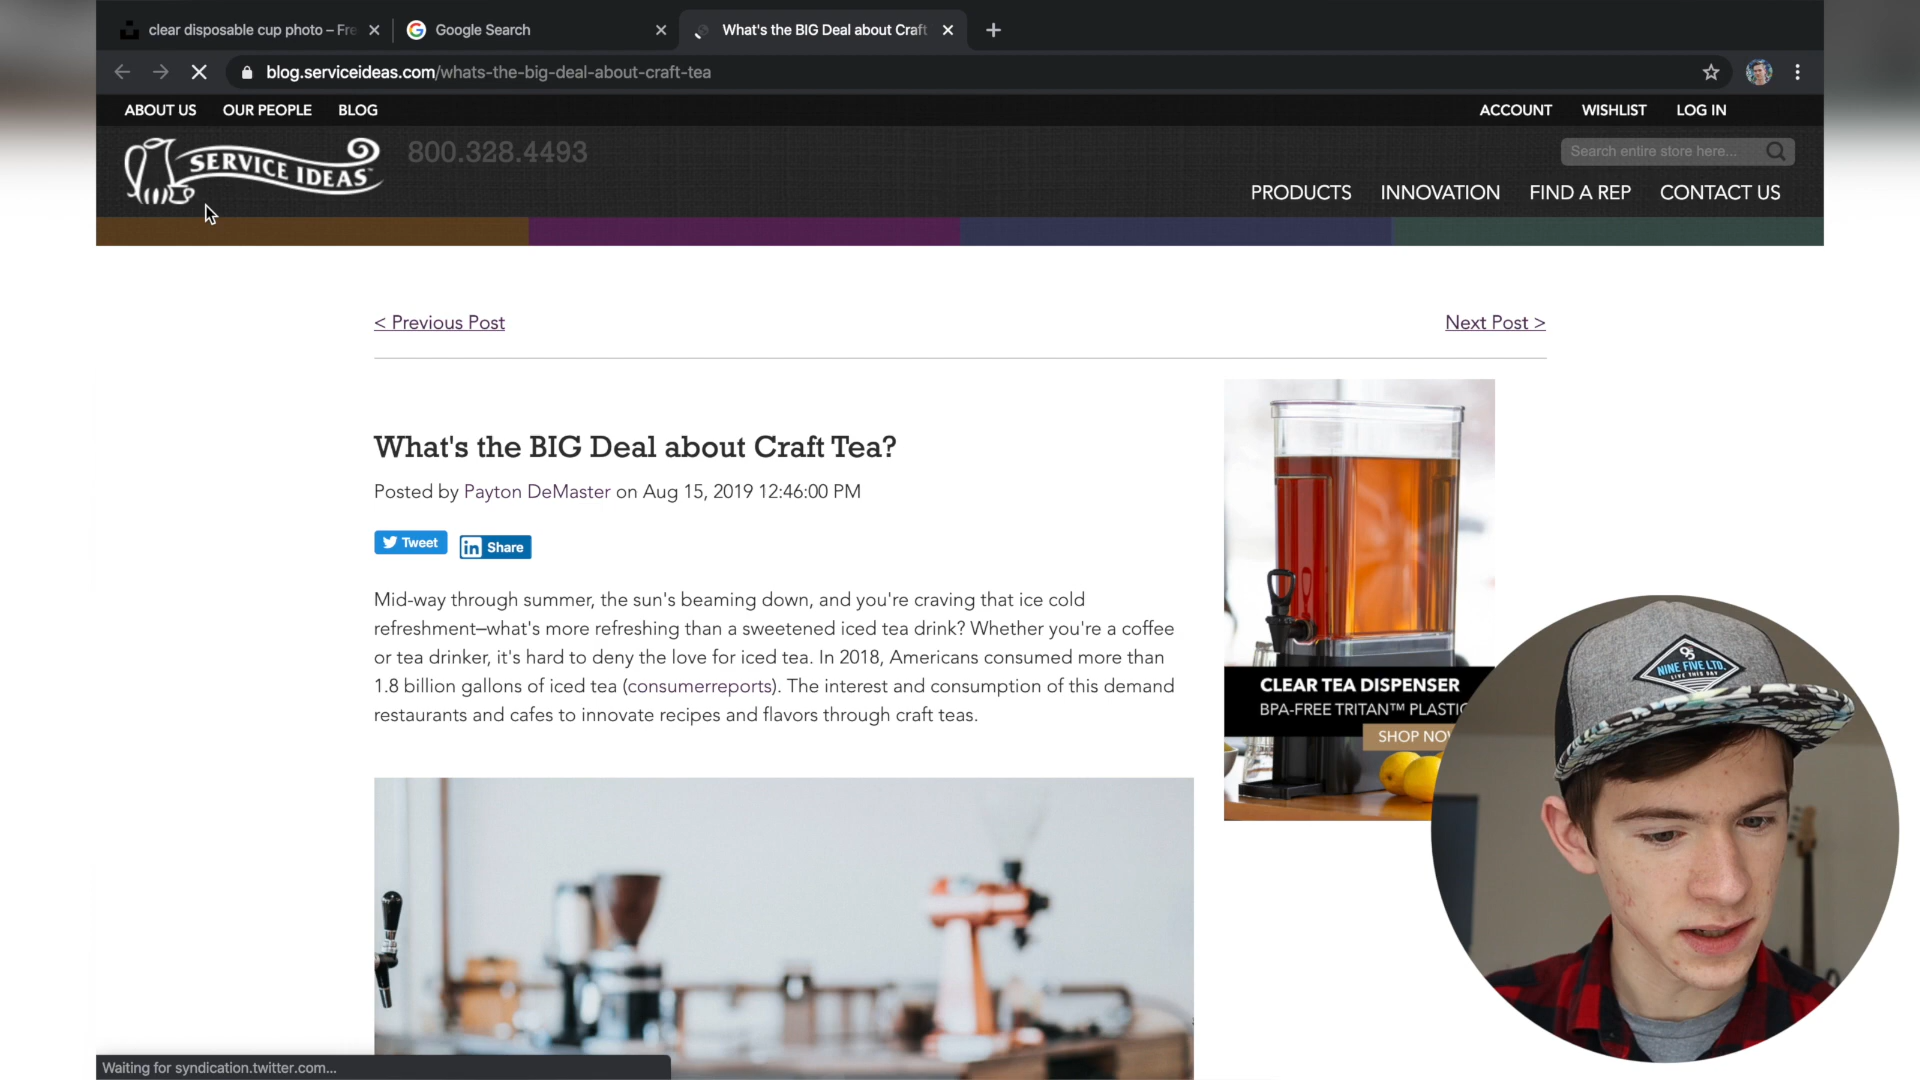 clear disposable cup photo – Fre
Google Search
What's the BIG Deal about Craft
blog.serviceideas.com/whats-the-big-deal-about-craft-tea
ABOUT US OUR PEOPLE BLOG
ACCOUNT WISHLIST LOG IN
SERVICE IDEAS
800.328.4493
Search entire store here...
PRODUCTS INNOVATION FIND A REP CONTACT US
< Previous Post
Next Post >
What's the BIG Deal about Craft Tea?
Posted by Payton DeMaster on Aug 15, 2019 12:46:00 PM
Tweet
in Share
Mid-way through summer, the sun's beaming down, and you're craving that ice cold
refreshment—what's more refreshing than a sweetened iced tea drink? Whether you're a coffee
or tea drinker, it's hard to deny the love for iced tea. In 2018, Americans consumed more than
1.8 billion gallons of iced tea (consumerreports). The interest and consumption of this demand
restaurants and cafes to innovate recipes and flavors through craft teas.
CLEAR TEA DISPENSER
BPA-FREE TRITAN™ PLASTIC
SHOP NOW
95
NINE FIVE LTD.
LIVE THIS DAY
Waiting for syndication.twitter.com...